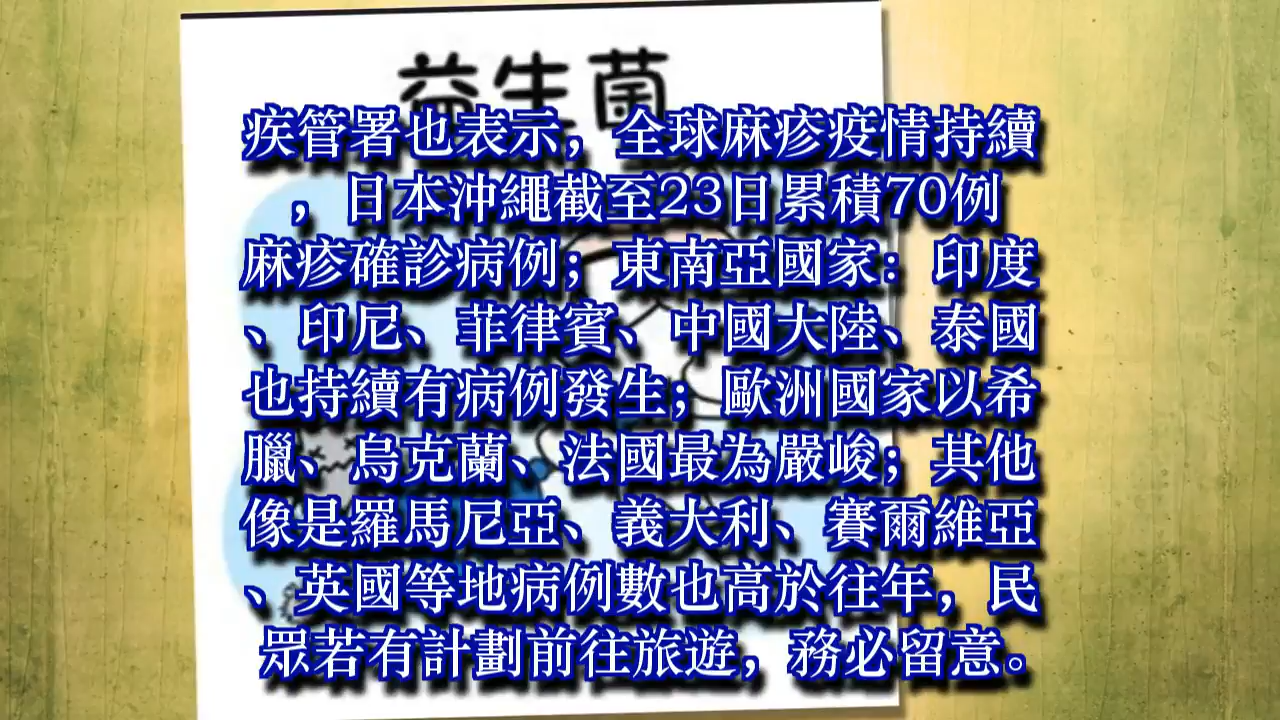 益生菌
疾管署也表示，全球麻疹疫情持續
，日本沖繩截至23日累積70例
麻疹確診病例；東南亞國家：印度
、印尼、菲律賓、中國大陸、泰國
也持續有病例發生；歐洲國家以希
臘、烏克蘭、法國最為嚴峻；其他
像是羅馬尼亞、義大利、賽爾維亞
、英國等地病例數也高於往年，民
眾若有計劃前往旅遊，務必留意。